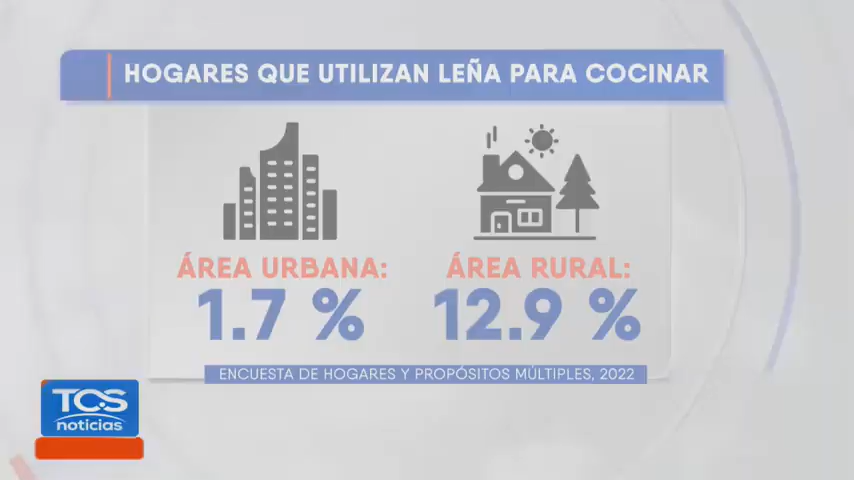 HOGARES QUE UTILIZAN LEÑA PARA COCINAR
ÁREA URBANA:
1.7 %
ÁREA RURAL:
12.9 %
ENCUESTA DE HOGARES Y PROPÓSITOS MÚLTIPLES, 2022
TCS
noticias